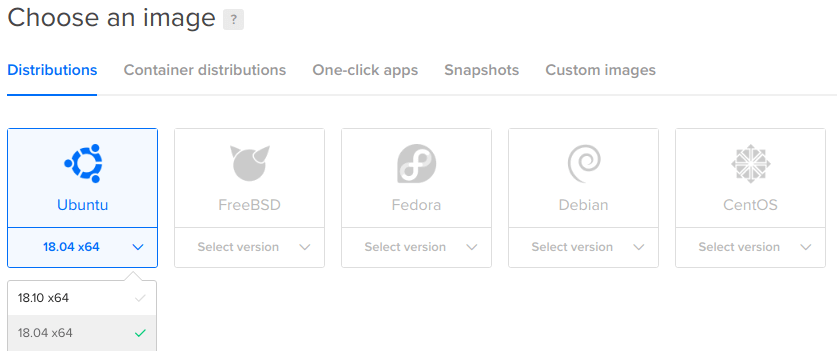 Choose an image ?
Distributions Container distributions One-click apps Snapshots Custom images
Ubuntu FreeBSD Fedora Debian CentOS
18.04 x64 Select version Select version Select version Select version
18.10 x64
18.04 x64